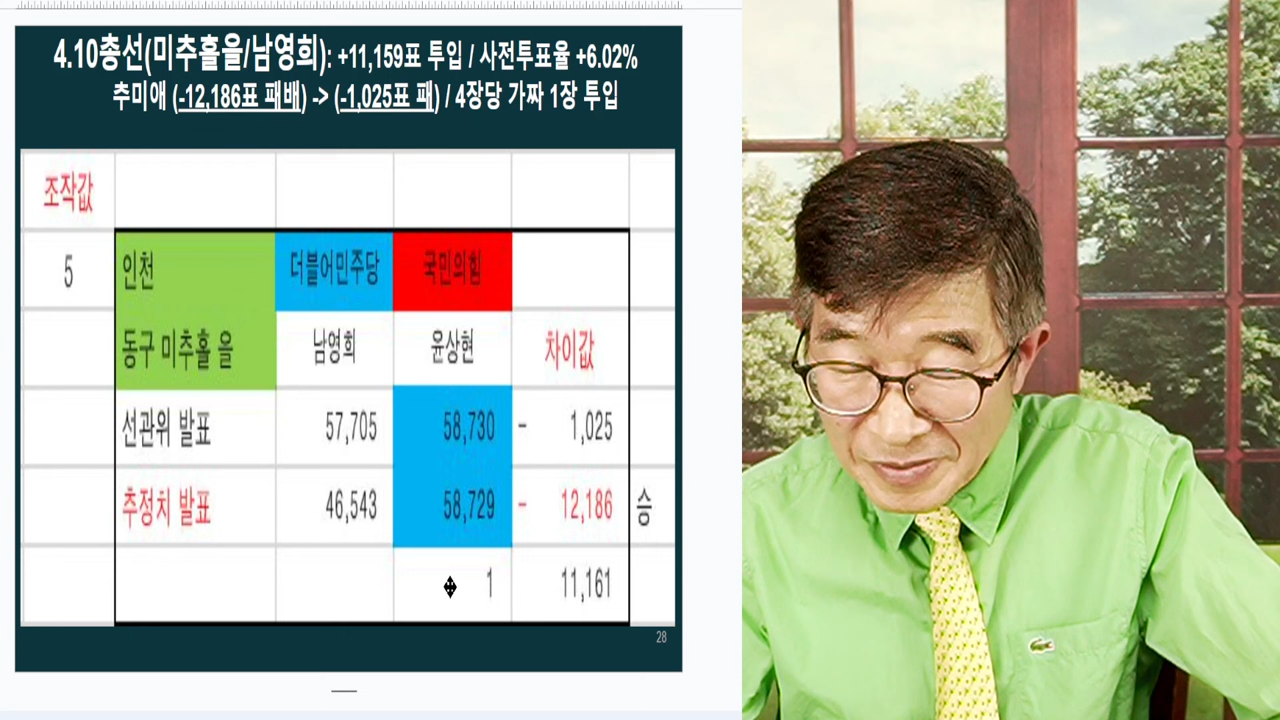 4.10총선(미추홀을/남영희): +11,159표 투입 / 사전투표율 +6.02%
추미애 (-12,186표 패배) -> (-1,025표 패) / 4장당 가짜 1장 투입
조작값
5 인천 더불어민주당 국민의힘
동구 미추홀 을 남영희 윤상현 차이값
선관위 발표 57,705 58,730 - 1,025
추정치 발표 46,543 58,729 - 12,186 승
1 11,161
28